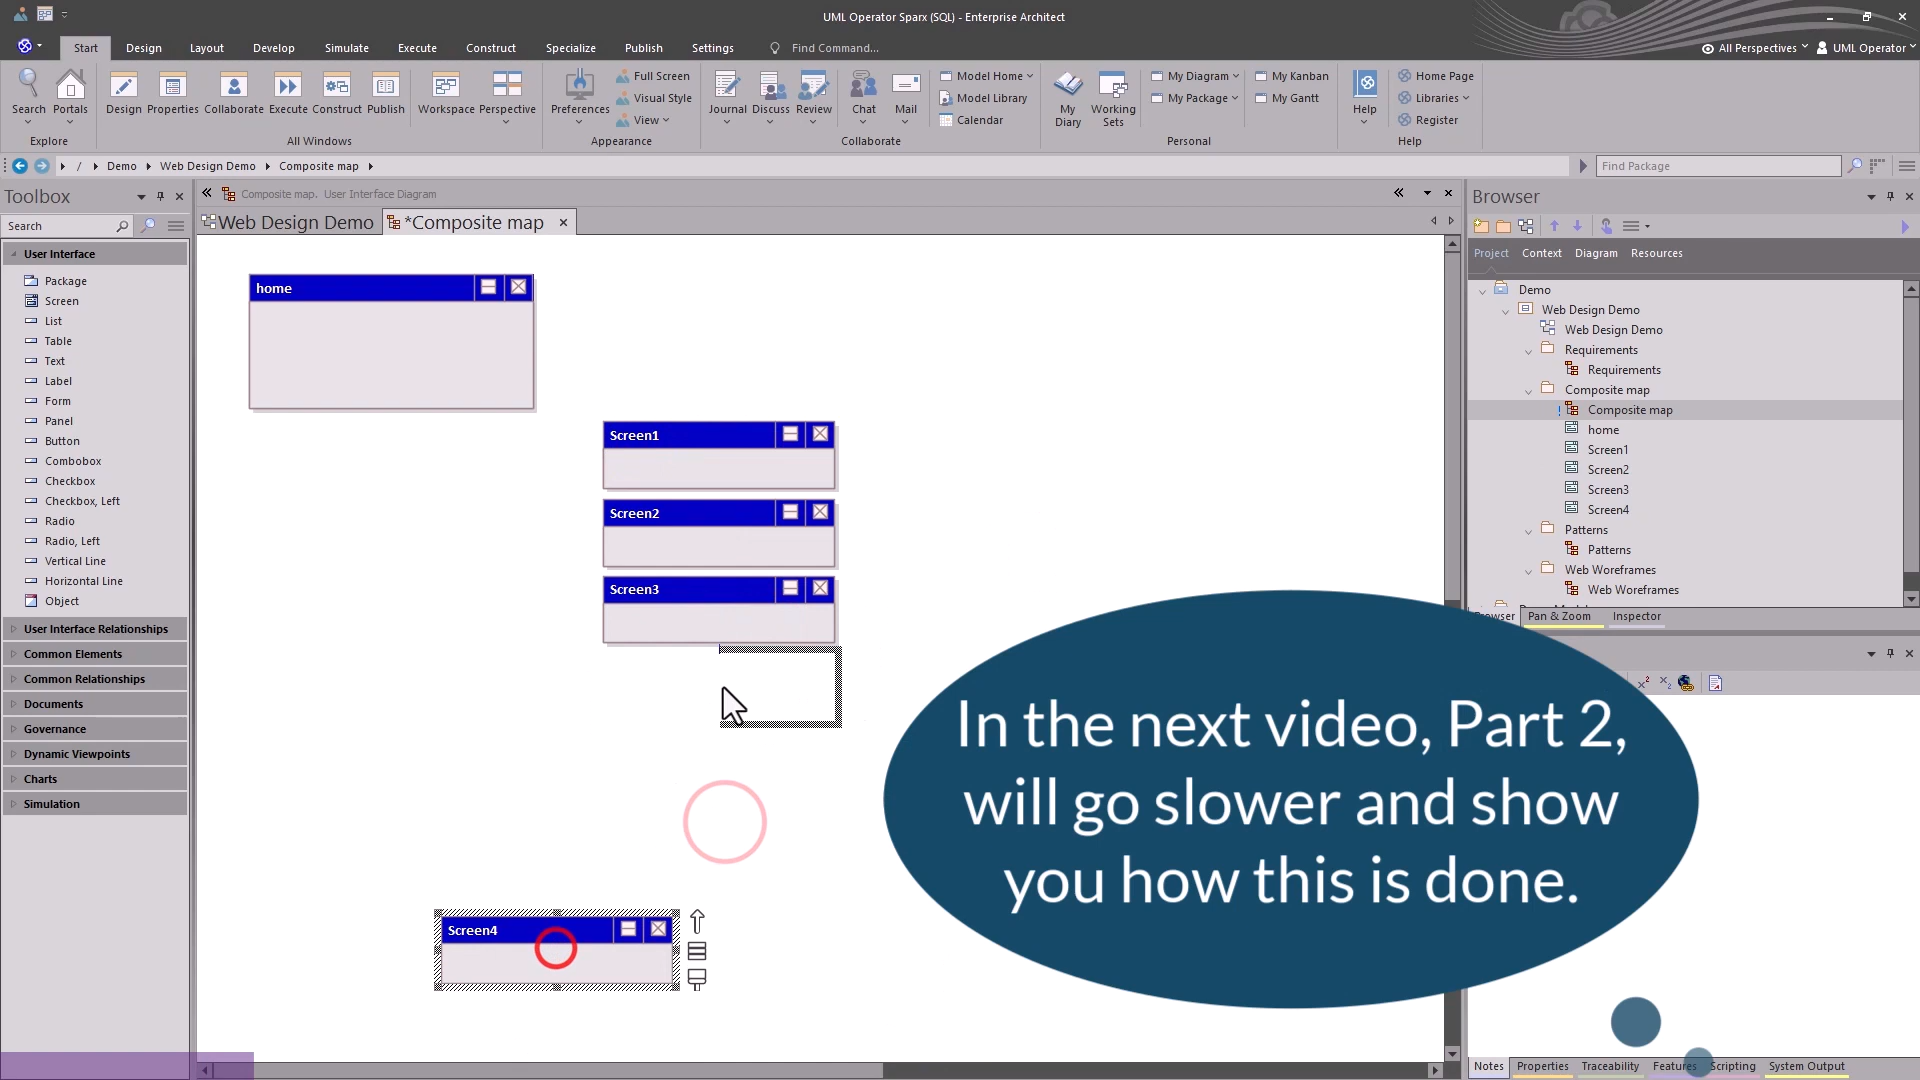 UML Operator Sparx (SQL) - Enterprise Architect
Start Design Layout Develop Simulate Execute Construct Specialize Publish Settings Find Command... All Perspectives UML Operator
Search Portals
Explore
Design Properties Collaborate Execute Construct Publish
Workspace Perspective
All Windows
Preferences
Full Screen
Visual Style
View
Appearance
Journal Discuss Review Chat Mail
Model Home
Model Library
Calendar
Collaborate
My Diary
Working Sets
My Diagram
My Package
My Kanban
My Gantt
Personal
Help
Home Page
Libraries
Register
Help
/ Demo Web Design Demo Composite map
Find Package
Toolbox
Search
User Interface
Package
Screen
List
Table
Text
Label
Form
Panel
Button
Combobox
Checkbox
Checkbox, Left
Radio
Radio, Left
Vertical Line
Horizontal Line
Object
User Interface Relationships
Common Elements
Common Relationships
Documents
Governance
Dynamic Viewpoints
Charts
Simulation
Composite map. User Interface Diagram
Web Design Demo *Composite map
home
Screen1
Screen2
Screen3
Screen4
In the next video, Part 2,
will go slower and show
you how this is done.
Browser
Project Context Diagram Resources
Demo
Web Design Demo
Web Design Demo
Requirements
Requirements
Composite map
Composite map
home
Screen1
Screen2
Screen3
Screen4
Patterns
Patterns
Web Woreframes
Web Woreframes
Pan & Zoom Inspector
Notes Properties Traceability Features Scripting System Output